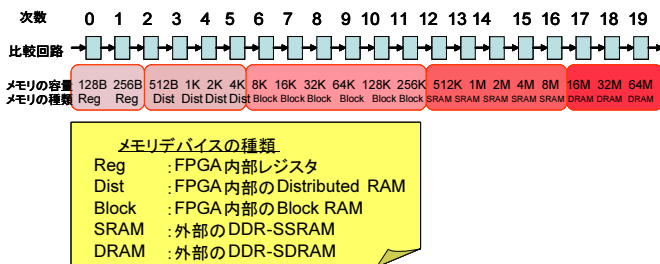 次数 0 1 2 3 4 5 6 7 8 9 10 11 12 13 14 15 16 17 18 19
比較回路
メモリの容量 128B 256B 512B 1K 2K 4K 8K 16K 32K 64K 128K 256K 512K 1M 2M 4M 8M 16M 32M 64M
メモリの種類 Reg Reg Dist Dist Dist Dist Block Block Block Block Block Block SRAM SRAM SRAM SRAM SRAM DRAM DRAM DRAM
メモリデバイスの種類
Reg :FPGA内部レジスタ
Dist :FPGA内部のDistributed RAM
Block :FPGA内部のBlock RAM
SRAM :外部のDDR-SSRAM
DRAM :外部のDDR-SDRAM